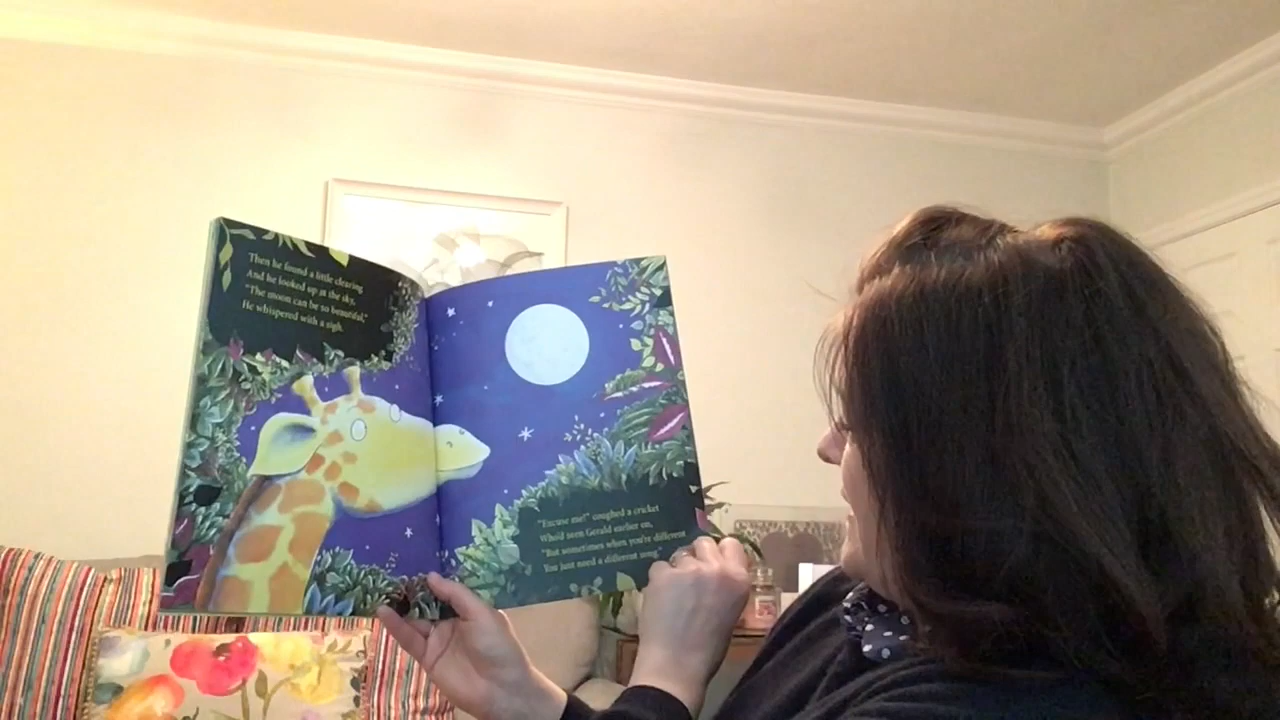 Then he found a little clearing
And he looked up at the sky,
"The moon can be so beautiful,"
He whispered with a sigh.
"Excuse me!" coughed a cricket
Who'd seen Gerald earlier on,
"But sometimes when you're different
You just need a different song."